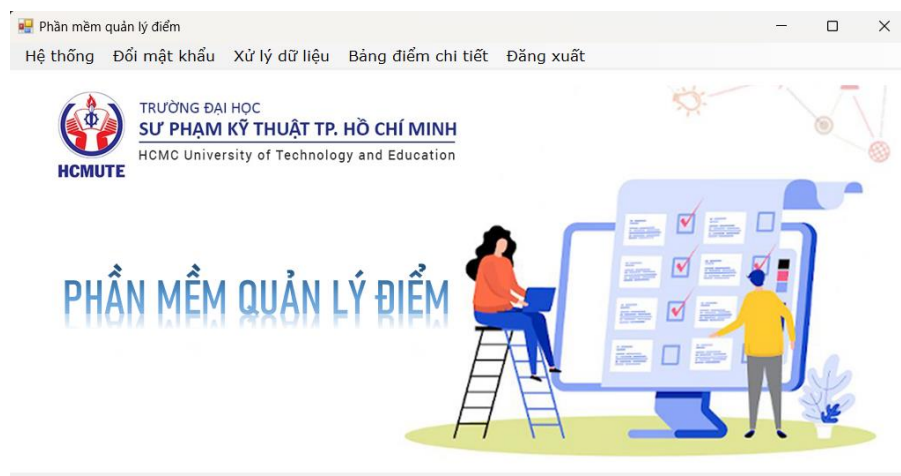 Phần mềm quản lý điểm
Hệ thống Đổi mật khẩu Xử lý dữ liệu Bảng điểm chi tiết Đăng xuất
TRƯỜNG ĐẠI HỌC
SƯ PHẠM KỸ THUẬT TP. HỒ CHÍ MINH
HCMC University of Technology and Education
HCMUTE
PHẦN MỀM QUẢN LÝ ĐIỂM